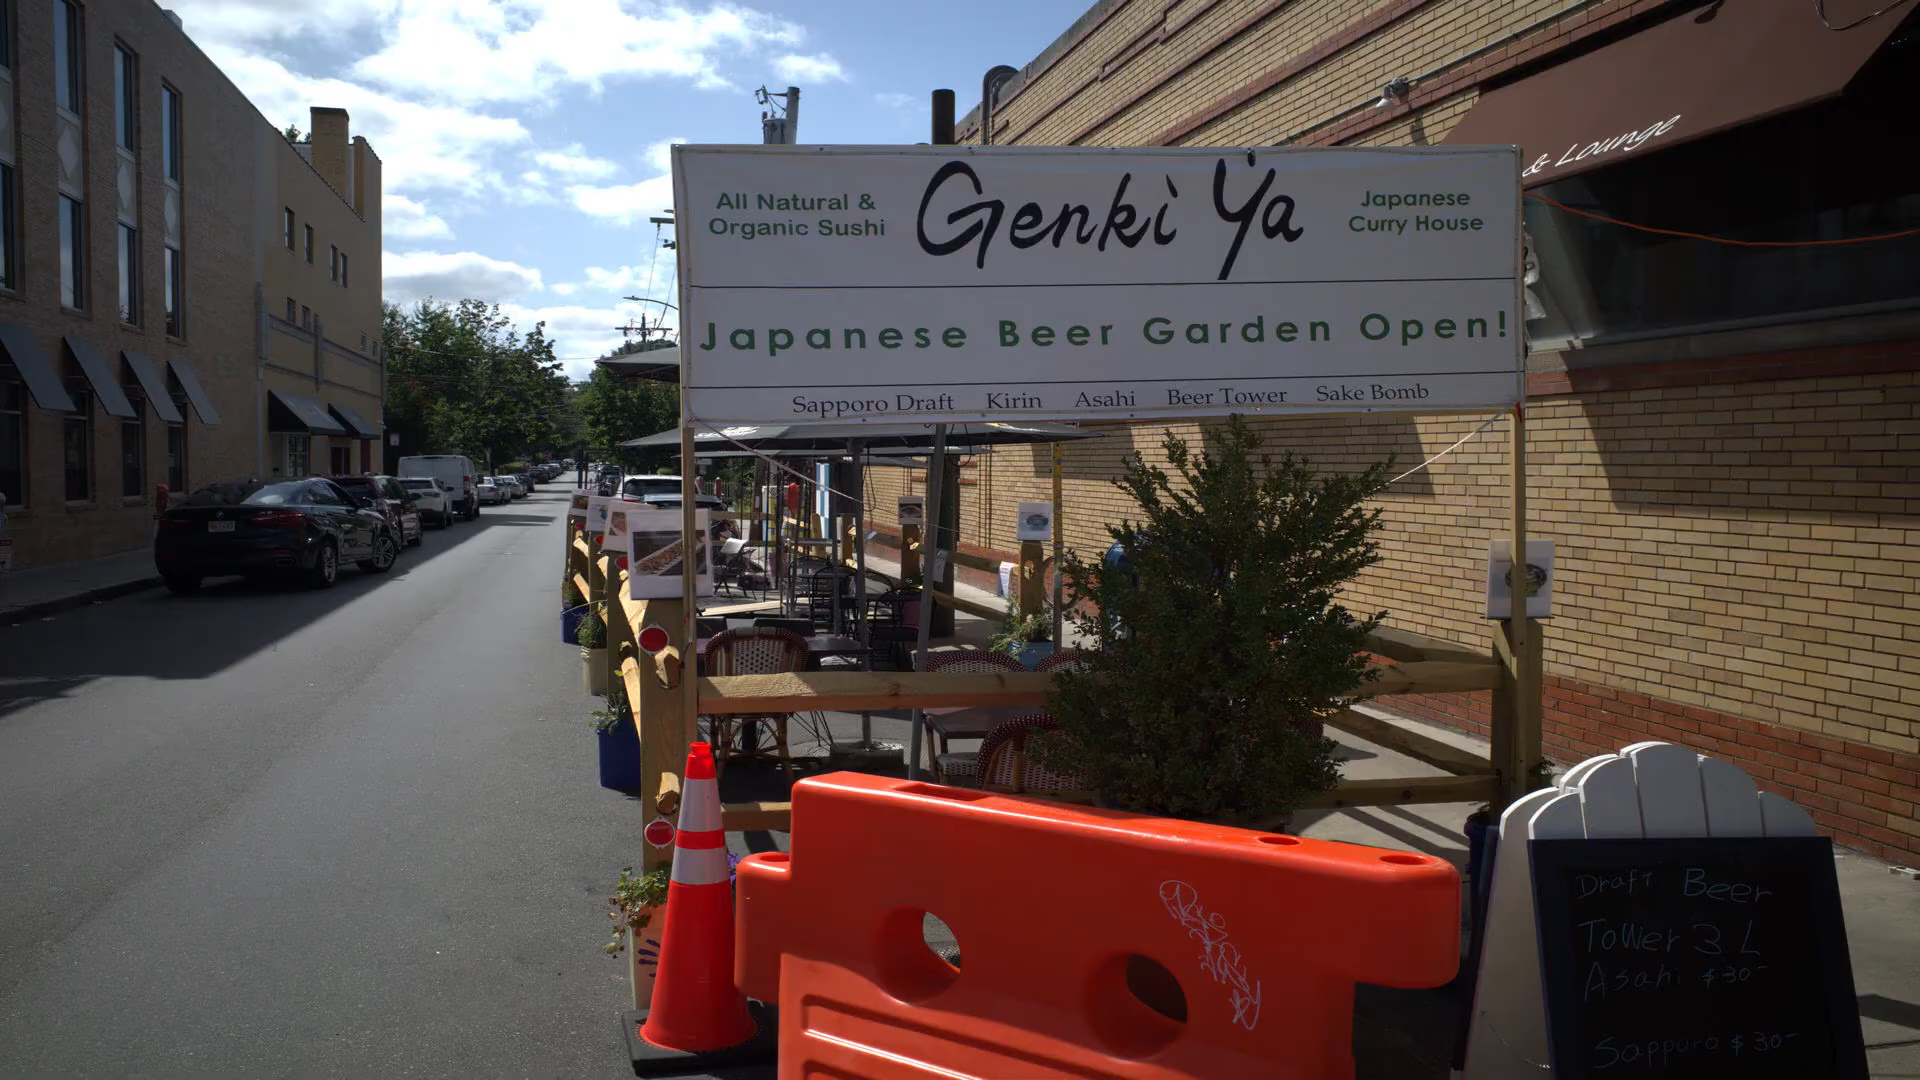 All Natural &
Organic Sushi
Genki Ya
Japanese
Curry House
Japanese Beer Garden Open!
Sapporo Draft Kirin Asahi Beer Tower Sake Bomb
& Lounge
Draft Beer
Tower 3 L
Asahi $30-
Sappuro $30-